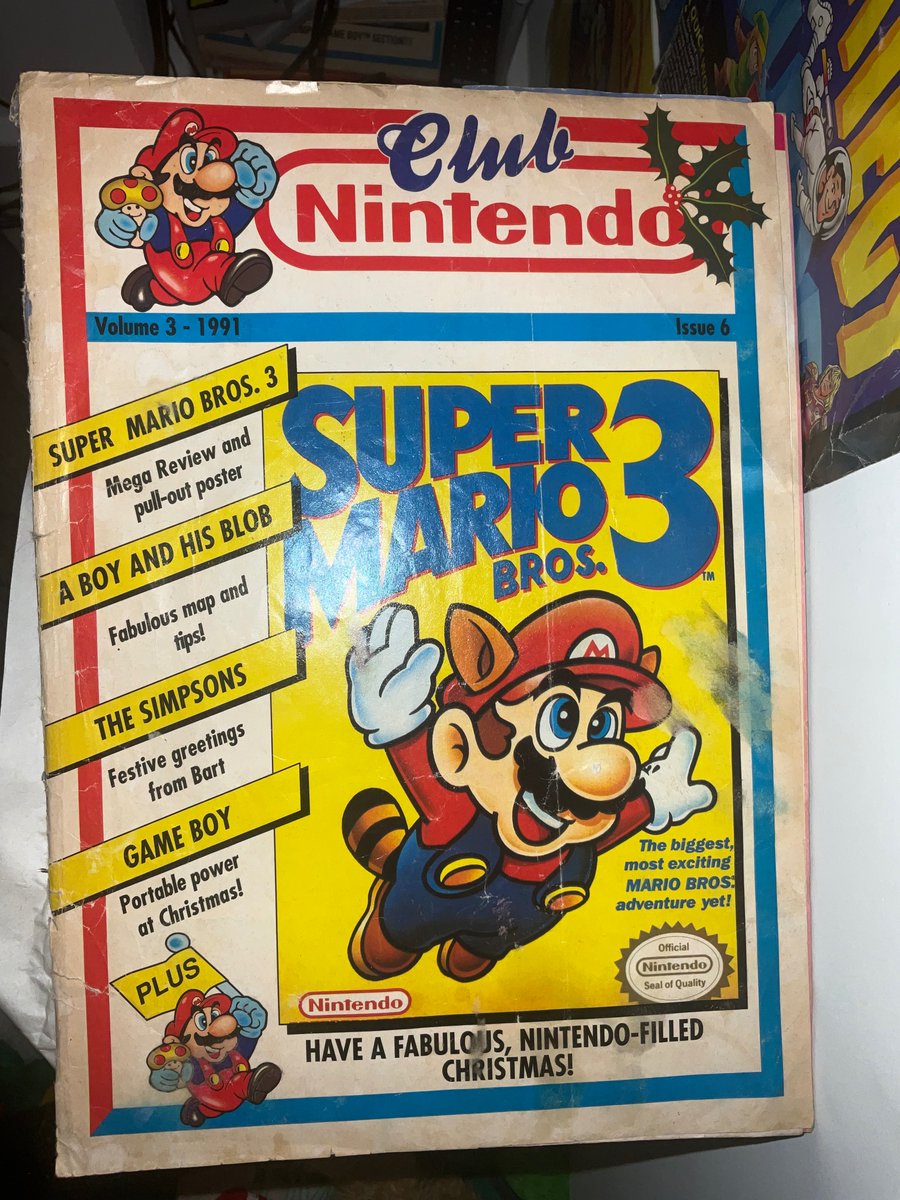 Club
Nintendo
Volume 3 - 1991
Issue 6
SUPER MARIO BROS. 3
Mega Review and
pull-out poster
A BOY AND HIS BLOB
Fabulous map and
tips!
THE SIMPSONS
Festive greetings
from Bart
GAME BOY
Portable power
at Christmas!
PLUS
SUPER
MARIO
BROS. 3
TM
M
The biggest,
most exciting
MARIO BROS.
adventure yet!
Official
Nintendo
Seal of Quality
Nintendo
HAVE A FABULOUS, NINTENDO-FILLED
CHRISTMAS!